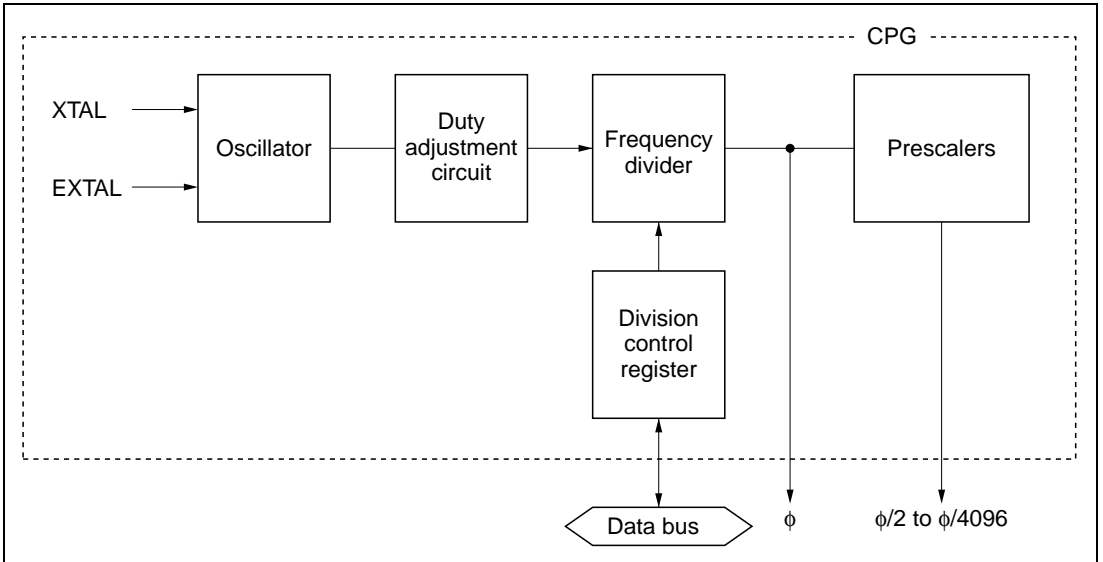 CPG
XTAL
EXTAL
Oscillator
Duty
adjustment
circuit
Frequency
divider
Prescalers
Division
control
register
Data bus
ϕ
ϕ/2 to ϕ/4096